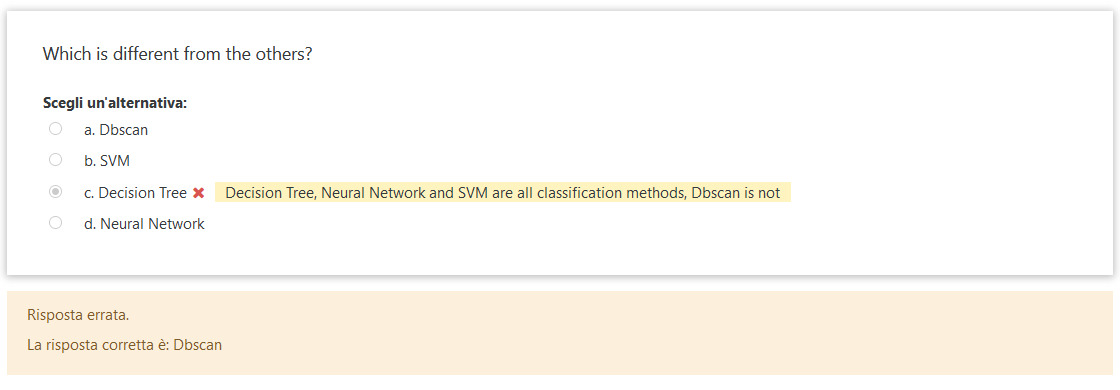 Which is different from the others?
Scegli un'alternativa:
a. Dbscan
b. SVM
c. Decision Tree ✖ Decision Tree, Neural Network and SVM are all classification methods, Dbscan is not
d. Neural Network
Risposta errata.
La risposta corretta è: Dbscan